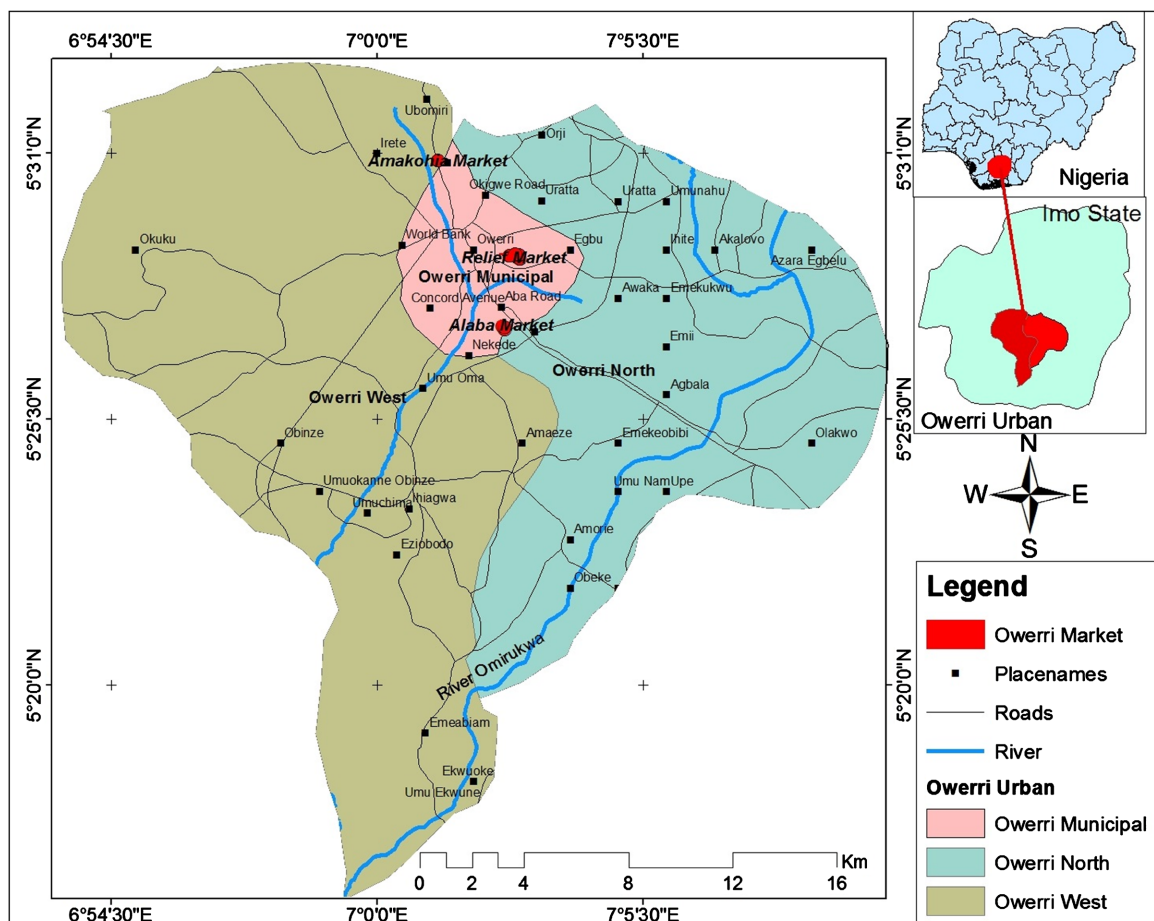 6°54'30"E
7°0'0"E
7°5'30"E
5°31'0"N
5°25'30"N
5°20'0"N
Ubomiri
Irete
Orji
Amakohia Market
Okigwe Road
Uratta
Uratta
Umunahu
Okuku
World Bank
Owerri
Egbu
Ihite
Akalovo
Relief Market
Azara Egbelu
Owerri Municipal
Concord Avenue
Aba Road
Awaka
Emekukwu
Alaba Market
Nekede
Emii
Owerri North
Umu Oma
Agbala
Owerri West
Obinze
Amaeze
Emekeobibi
Olakwo
Umuokanne Obinze
Umu Nam
Upe
Umuchima
Ihiagwa
Amorie
Eziobodo
Obeke
River Omirukwa
Emeabiam
Ekwuoke
Umu Ekwune
0 2 4 8 12 16
Km
6°54'30"E
7°0'0"E
7°5'30"E
5°31'0"N
5°25'30"N
5°20'0"N
Nigeria
Imo State
Owerri Urban
N
W
E
S
Legend
Owerri Market
Placenames
Roads
River
Owerri Urban
Owerri Municipal
Owerri North
Owerri West